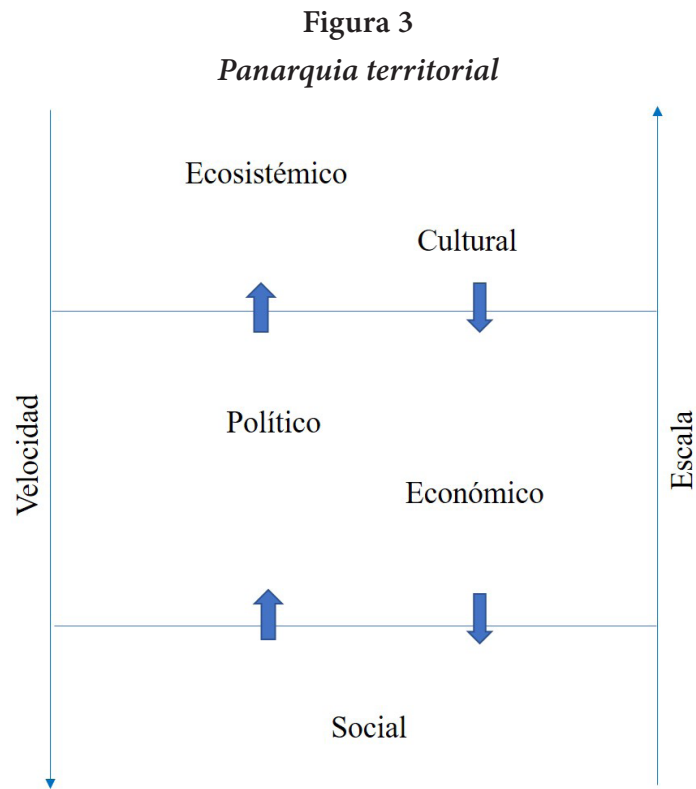 Figura 3
Panarquia territorial
Ecosistémico
Cultural
Velocidad
Político
Escala
Económico
Social